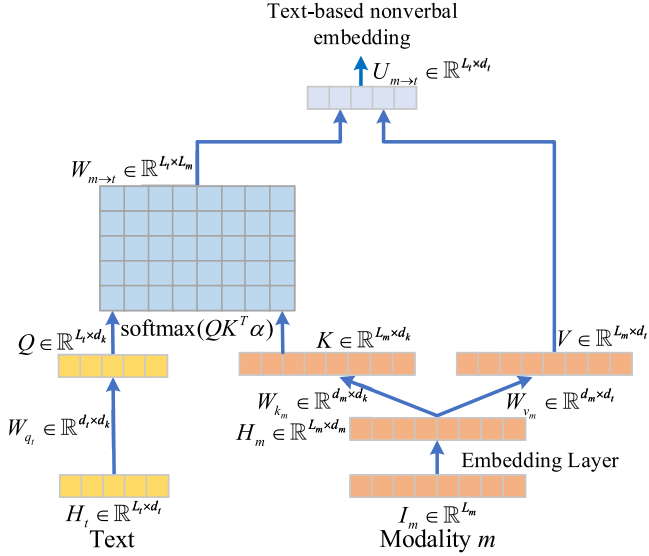 Text-based nonverbal
embedding
U_{m→t} ∈ ℝ^{L_t×d_t}
W_{m→t} ∈ ℝ^{L_t×L_m}
softmax(QK^T α)
Q ∈ ℝ^{L_t×d_k}
K ∈ ℝ^{L_m×d_k}
V ∈ ℝ^{L_m×d_t}
W_{q_t} ∈ ℝ^{d_t×d_k}
W_{k_m} ∈ ℝ^{d_m×d_k}
W_{v_m} ∈ ℝ^{d_m×d_t}
H_m ∈ ℝ^{L_m×d_m}
Embedding Layer
H_t ∈ ℝ^{L_t×d_t}
I_m ∈ ℝ^{L_m}
Text
Modality m